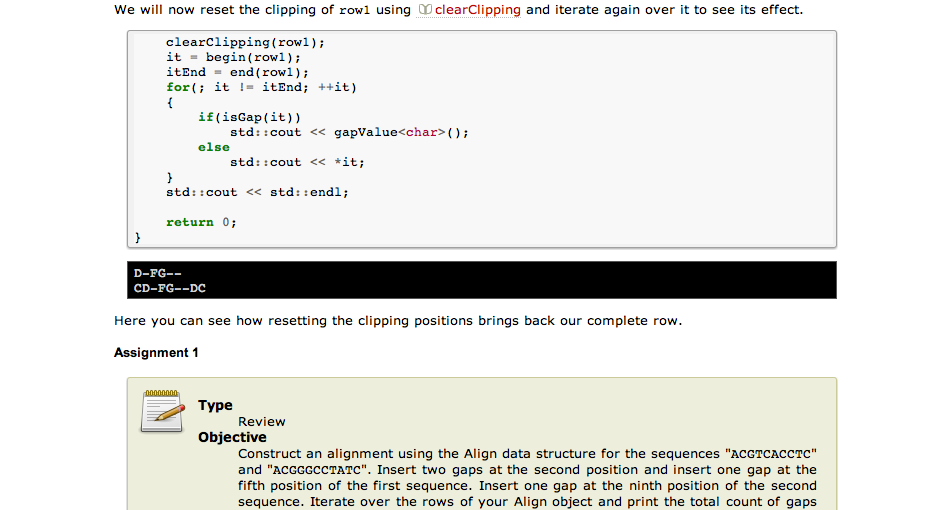 We will now reset the clipping of row1 using clearClipping and iterate again over it to see its effect.
clearClipping(row1);
it = begin(row1);
itEnd = end(row1);
for(; it != itEnd; ++it)
{
if(isGap(it))
std::cout << gapValue<char>();
else
std::cout << *it;
}
std::cout << std::endl;
return 0;
}
D-FG--
CD-FG--DC
Here you can see how resetting the clipping positions brings back our complete row.
Assignment 1
Type
Review
Objective
Construct an alignment using the Align data structure for the sequences "ACGTCACCTC"
and "ACGGGCCTATC". Insert two gaps at the second position and insert one gap at the
fifth position of the first sequence. Insert one gap at the ninth position of the second
sequence. Iterate over the rows of your Align object and print the total count of gaps